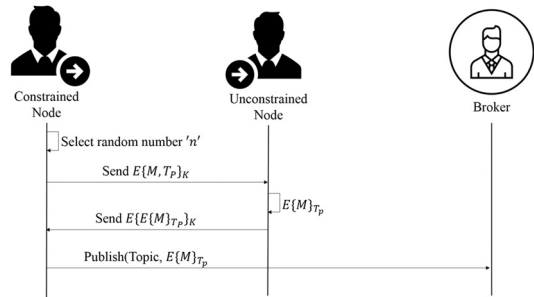 Constrained
Node
Unconstrained
Node
Broker
Select random number 'n'
Send E{M, T_P}_K
E{M}_{T_p}
Send E{E{M}_{T_P}}_K
Publish(Topic, E{M}_{T_p}